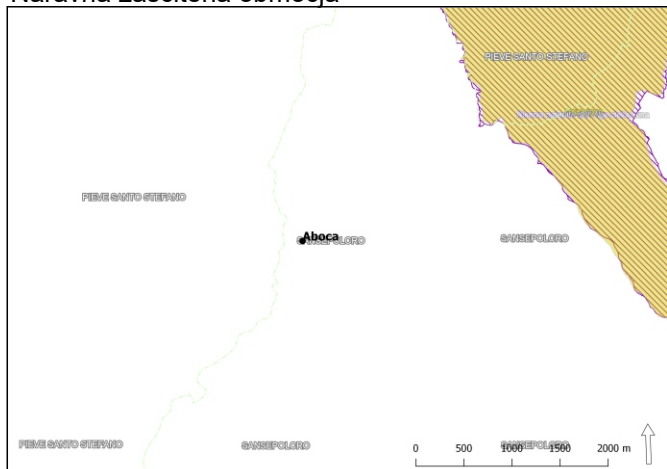 Naravna zaščitena območja
PIEVE SANTO STEFANO
PIEVE SANTO STEFANO
Aboca
SANSEPOLCRO
SANSEPOLCRO
PIEVE SANTO STEFANO
SANSEPOLCRO
SANSEPOLCRO
0 500 1000 1500 2000 m